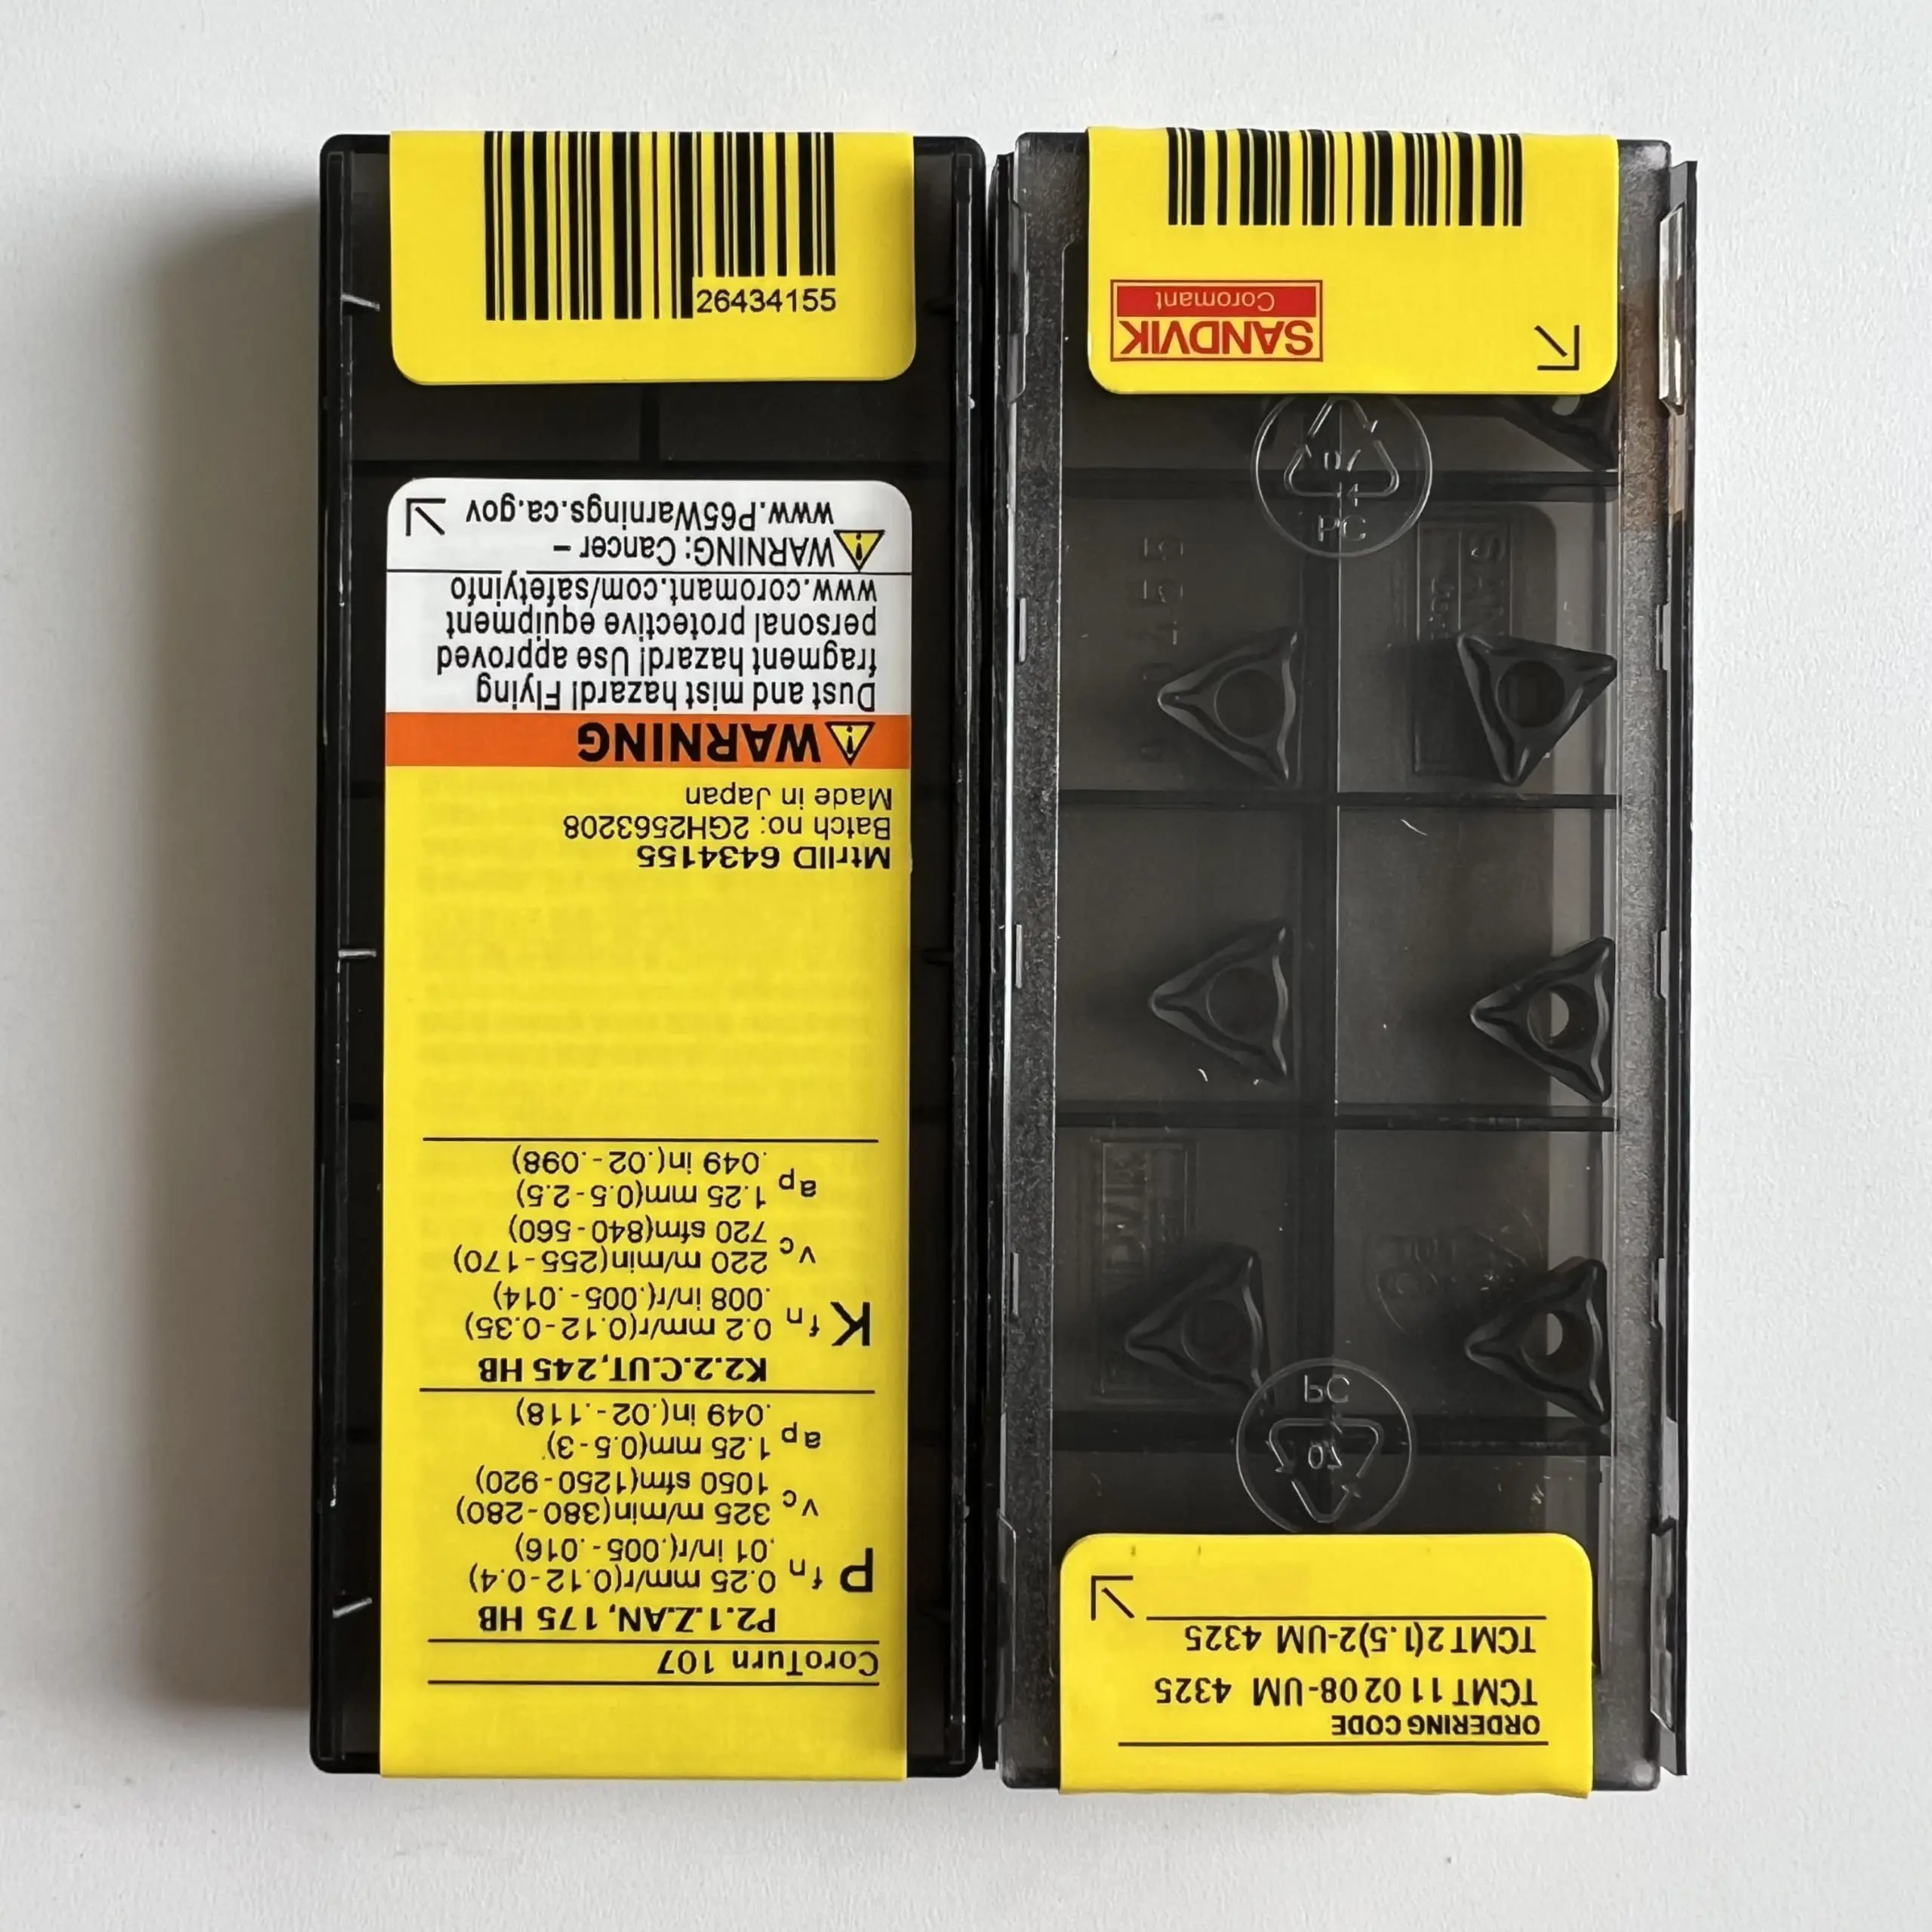 26434155
CoroTurn 107
P2.1.Z.AN, 175 HB
P fn 0.25 mm/r(0.12-0.4)
.01 in/r(.005-.016)
vc 325 m/min(380-280)
1050 sfm(1250-920)
ap 1.25 mm(0.5-3)
.049 in(.02-.118)
K2.2.C.UT,245 HB
K fn 0.2 mm/r(0.12-0.35)
.008 in/r(.005-.014)
vc 220 m/min(255-170)
720 sfm(840-560)
ap 1.25 mm(0.5-2.5)
.049 in(.02-.098)
MtrlID 6434155
Batch no: 2GH2563208
Made in Japan
WARNING
Dust and mist hazard! Flying
fragment hazard! Use approved
personal protective equipment
www.coromant.com/safetyinfo
WARNING: Cancer –
www.P65Warnings.ca.gov
ORDERING CODE
TCMT 11 02 08-UM 4325
TCMT 2(1.5)2-UM 4325
PC
07
SANDVIK
Coromant
07
PC